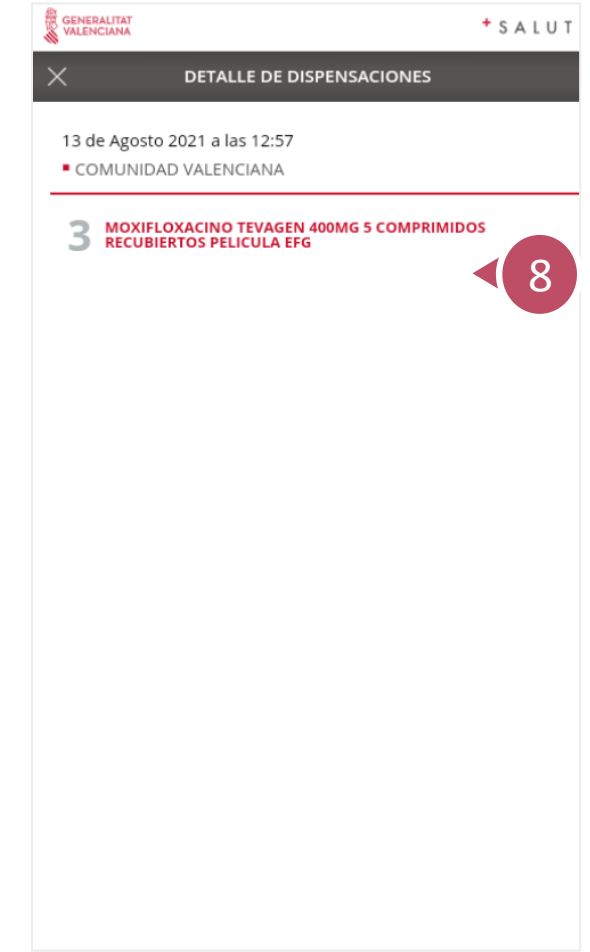 GENERALITAT
VALENCIANA
+SALUT
DETALLE DE DISPENSACIONES
13 de Agosto 2021 a las 12:57
COMUNIDAD VALENCIANA
3 MOXIFLOXACINO TEVAGEN 400MG 5 COMPRIMIDOS
RECUBIERTOS PELICULA EFG
8